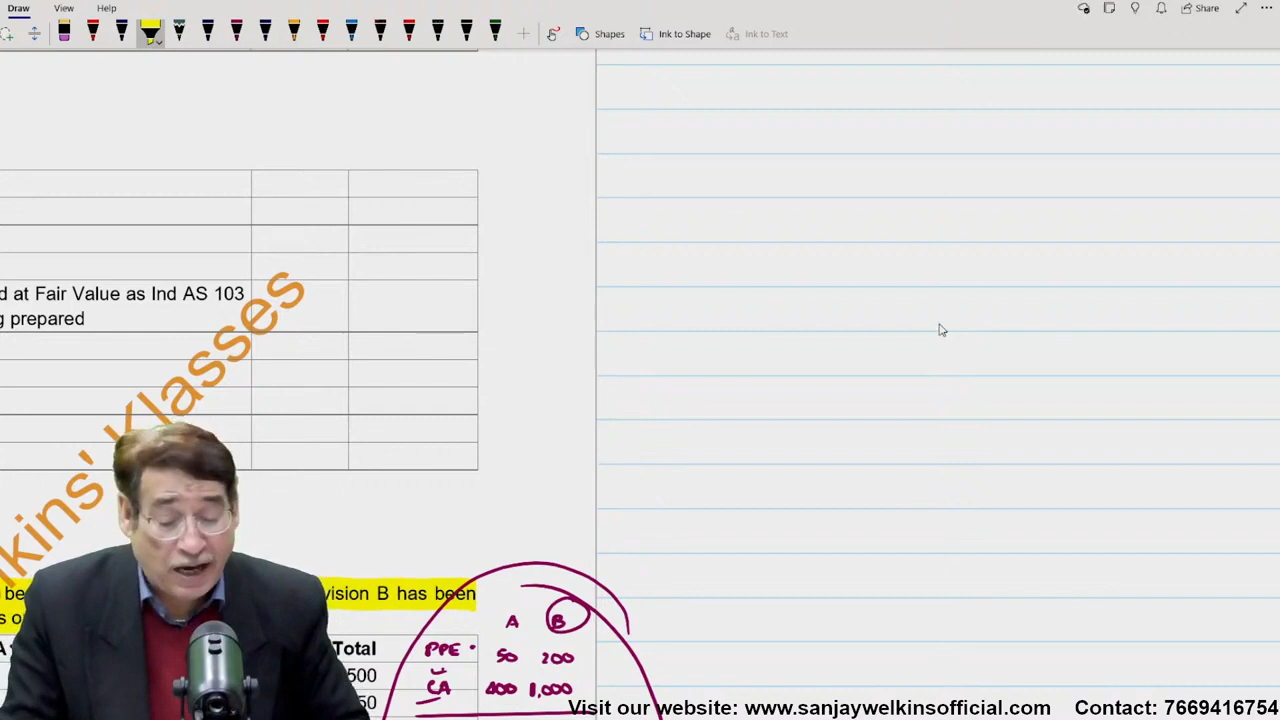 Draw View Help
Share
Shapes Ink to Shape Ink to Text
d at Fair Value as Ind AS 103
g prepared
lkins' Klasses
be vision B has been
s o
A B
Total PPE 50 200
500
CA 400 1,000
50
Visit our website: www.sanjaywelkinsofficial.com Contact: 7669416754